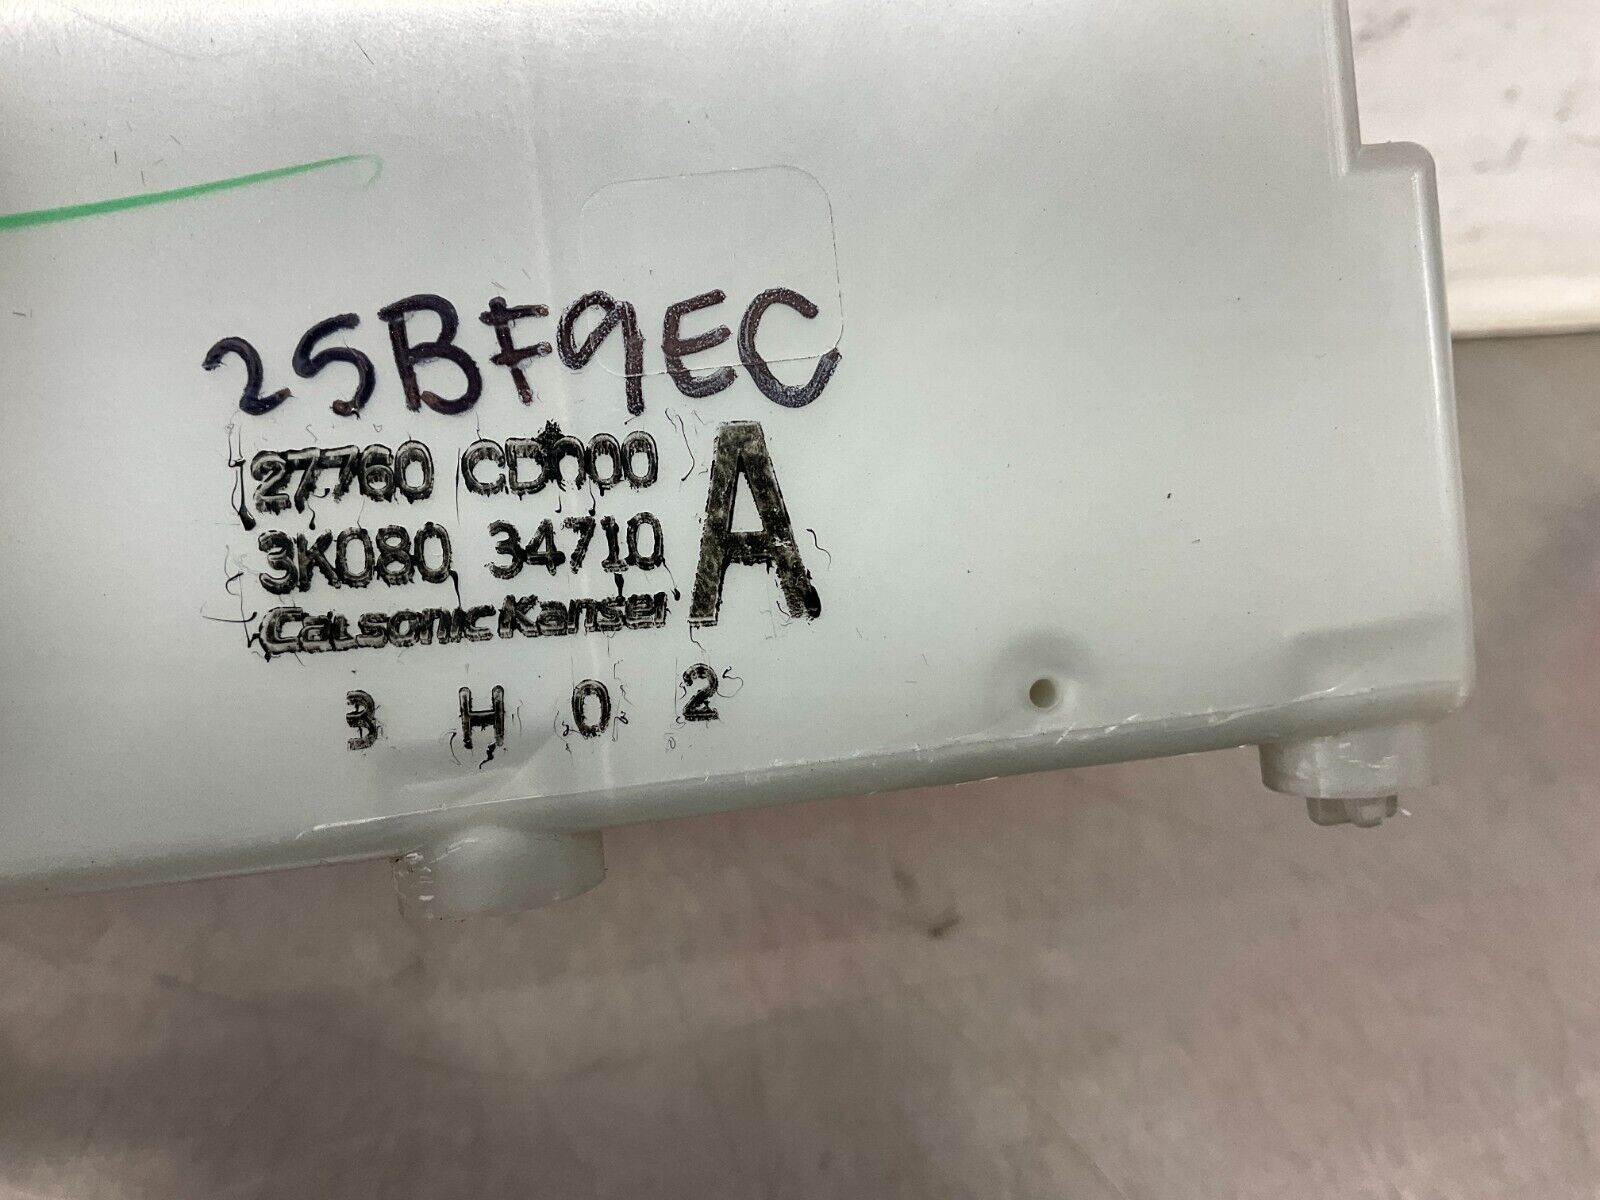 25BF9EC
27760 CD000 A
3K080 34710
CalsonicKansei
3 H 0 2